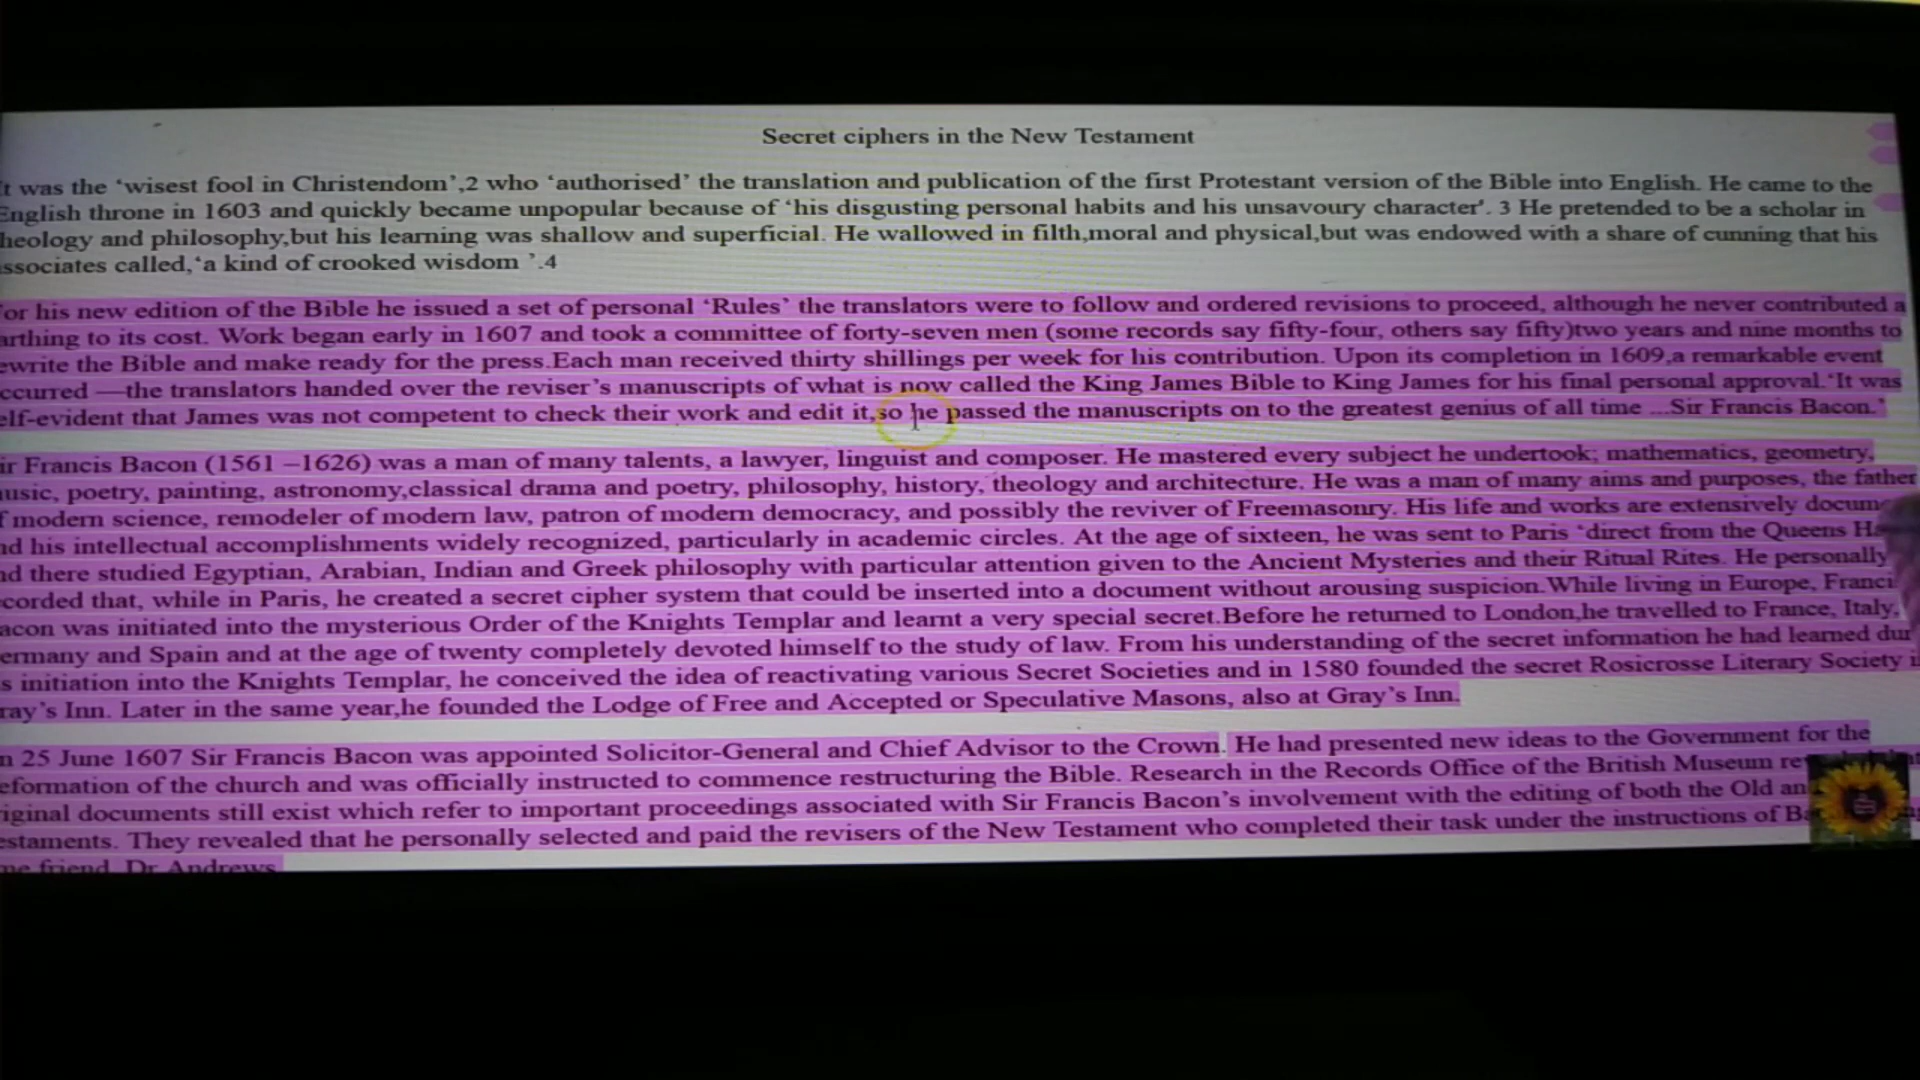 Secret ciphers in the New Testament
t was the ‘wisest fool in Christendom’,2 who ‘authorised’ the translation and publication of the first Protestant version of the Bible into English. He came to the
English throne in 1603 and quickly became unpopular because of ‘his disgusting personal habits and his unsavoury character’. 3 He pretended to be a scholar in
heology and philosophy,but his learning was shallow and superficial. He wallowed in filth,moral and physical,but was endowed with a share of cunning that his
ssociates called,‘a kind of crooked wisdom ’.4
or his new edition of the Bible he issued a set of personal ‘Rules’ the translators were to follow and ordered revisions to proceed, although he never contributed a
arthing to its cost. Work began early in 1607 and took a committee of forty-seven men (some records say fifty-four, others say fifty)two years and nine months to
ewrite the Bible and make ready for the press.Each man received thirty shillings per week for his contribution. Upon its completion in 1609,a remarkable event
ccurred —the translators handed over the reviser’s manuscripts of what is now called the King James Bible to King James for his final personal approval.‘It was
elf-evident that James was not competent to check their work and edit it,so he passed the manuscripts on to the greatest genius of all time ...Sir Francis Bacon.’
ir Francis Bacon (1561 –1626) was a man of many talents, a lawyer, linguist and composer. He mastered every subject he undertook; mathematics, geometry,
usic, poetry, painting, astronomy,classical drama and poetry, philosophy, history, theology and architecture. He was a man of many aims and purposes, the father
f modern science, remodeler of modern law, patron of modern democracy, and possibly the reviver of Freemasonry. His life and works are extensively docum
nd his intellectual accomplishments widely recognized, particularly in academic circles. At the age of sixteen, he was sent to Paris ‘direct from the Queens Ha
nd there studied Egyptian, Arabian, Indian and Greek philosophy with particular attention given to the Ancient Mysteries and their Ritual Rites. He personally
corded that, while in Paris, he created a secret cipher system that could be inserted into a document without arousing suspicion.While living in Europe, Franci
acon was initiated into the mysterious Order of the Knights Templar and learnt a very special secret.Before he returned to London,he travelled to France, Italy,
ermany and Spain and at the age of twenty completely devoted himself to the study of law. From his understanding of the secret information he had learned dur
s initiation into the Knights Templar, he conceived the idea of reactivating various Secret Societies and in 1580 founded the secret Rosicrosse Literary Society i
ray’s Inn. Later in the same year,he founded the Lodge of Free and Accepted or Speculative Masons, also at Gray’s Inn.
n 25 June 1607 Sir Francis Bacon was appointed Solicitor-General and Chief Advisor to the Crown. He had presented new ideas to the Government for the
eformation of the church and was officially instructed to commence restructuring the Bible. Research in the Records Office of the British Museum re
riginal documents still exist which refer to important proceedings associated with Sir Francis Bacon’s involvement with the editing of both the Old an
estaments. They revealed that he personally selected and paid the revisers of the New Testament who completed their task under the instructions of Ba
me friend, Dr Andrews